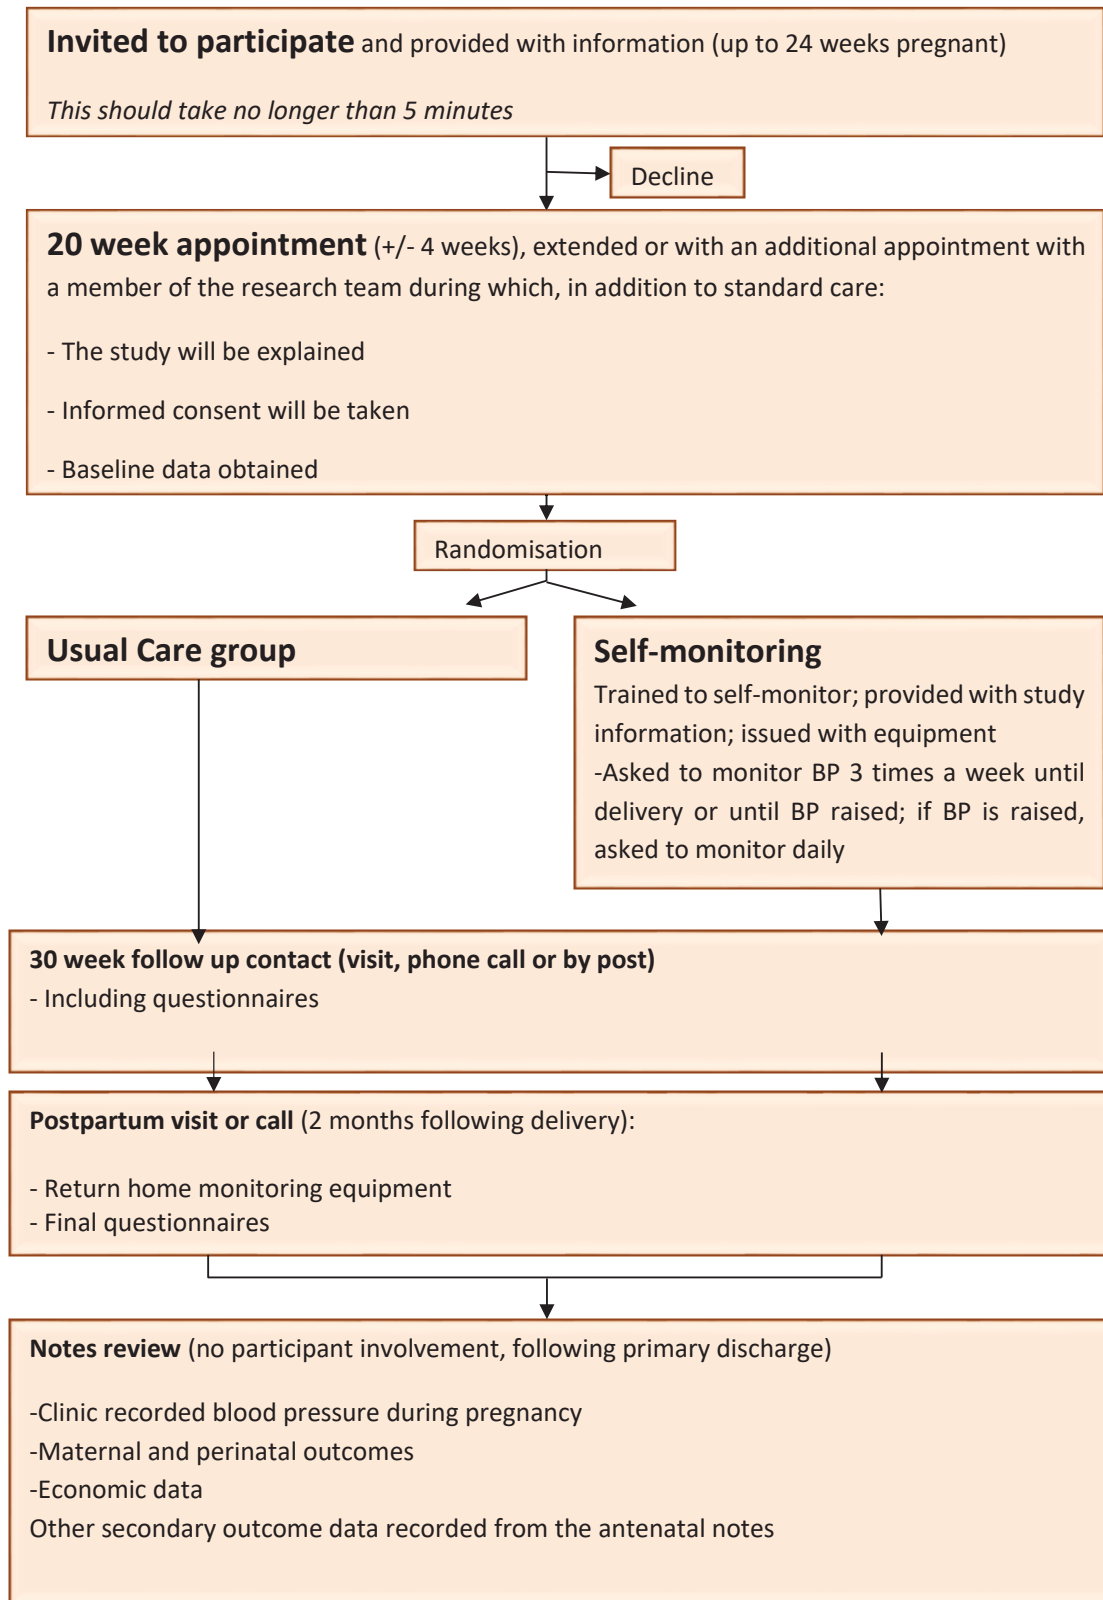 Invited to participate and provided with information (up to 24 weeks pregnant)
This should take no longer than 5 minutes
Decline
20 week appointment (+/- 4 weeks), extended or with an additional appointment with
a member of the research team during which, in addition to standard care:
- The study will be explained
- Informed consent will be taken
- Baseline data obtained
Randomisation
Usual Care group
Self-monitoring
Trained to self-monitor; provided with study
information; issued with equipment
-Asked to monitor BP 3 times a week until
delivery or until BP raised; if BP is raised,
asked to monitor daily
30 week follow up contact (visit, phone call or by post)
- Including questionnaires
Postpartum visit or call (2 months following delivery):
- Return home monitoring equipment
- Final questionnaires
Notes review (no participant involvement, following primary discharge)
-Clinic recorded blood pressure during pregnancy
-Maternal and perinatal outcomes
-Economic data
Other secondary outcome data recorded from the antenatal notes